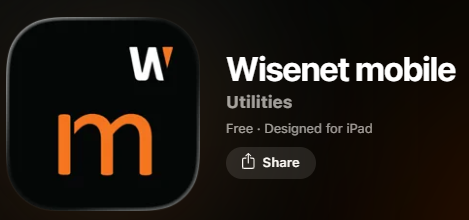 W
m
Wisenet mobile
Utilities
Free · Designed for iPad
Share